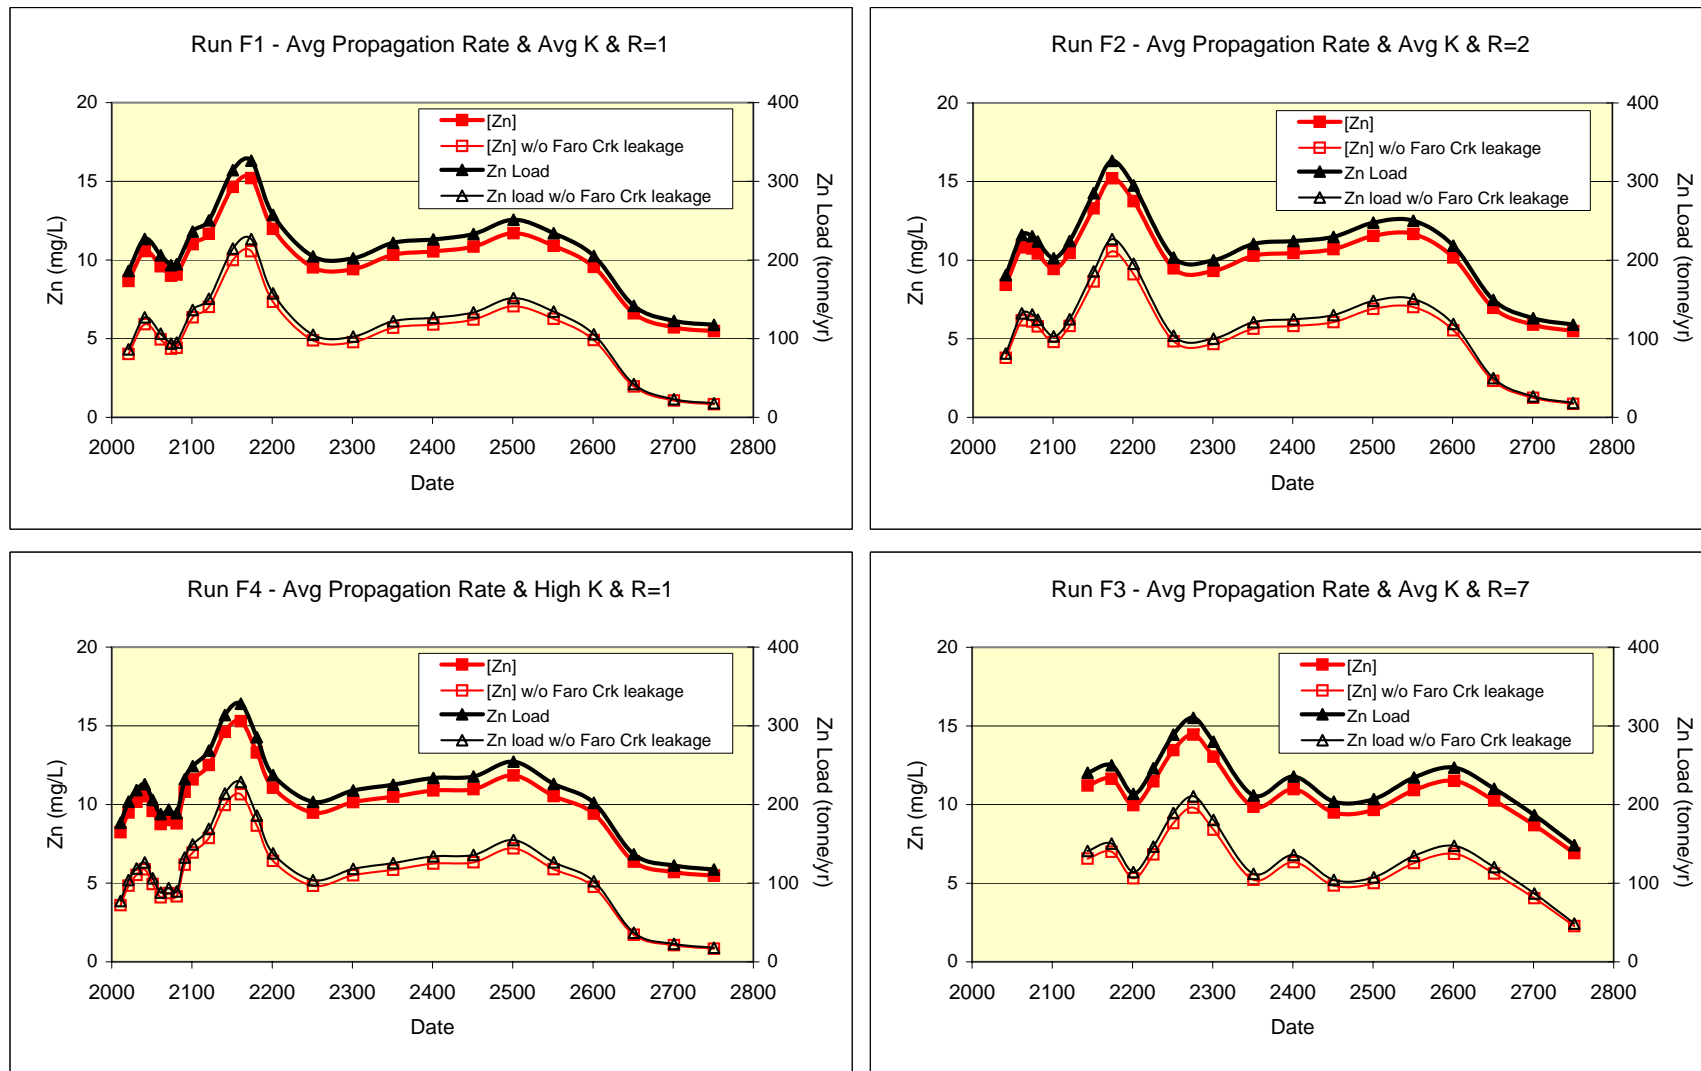 Run F1 - Avg Propagation Rate & Avg K & R=1
20
15
10
5
0
400
300
200
100
0
Zn (mg/L)
Zn Load (tonne/yr)
[Zn]
[Zn] w/o Faro Crk leakage
Zn Load
Zn load w/o Faro Crk leakage
2000 2100 2200 2300 2400 2500 2600 2700 2800
Date
Run F2 - Avg Propagation Rate & Avg K & R=2
20
15
10
5
0
400
300
200
100
0
Zn (mg/L)
Zn Load (tonne/yr)
[Zn]
[Zn] w/o Faro Crk leakage
Zn Load
Zn load w/o Faro Crk leakage
2000 2100 2200 2300 2400 2500 2600 2700 2800
Date
Run F4 - Avg Propagation Rate & High K & R=1
20
15
10
5
0
400
300
200
100
0
Zn (mg/L)
Zn Load (tonne/yr)
[Zn]
[Zn] w/o Faro Crk leakage
Zn Load
Zn load w/o Faro Crk leakage
2000 2100 2200 2300 2400 2500 2600 2700 2800
Date
Run F3 - Avg Propagation Rate & Avg K & R=7
20
15
10
5
0
400
300
200
100
0
Zn (mg/L)
Zn Load (tonne/yr)
[Zn]
[Zn] w/o Faro Crk leakage
Zn Load
Zn load w/o Faro Crk leakage
2000 2100 2200 2300 2400 2500 2600 2700 2800
Date